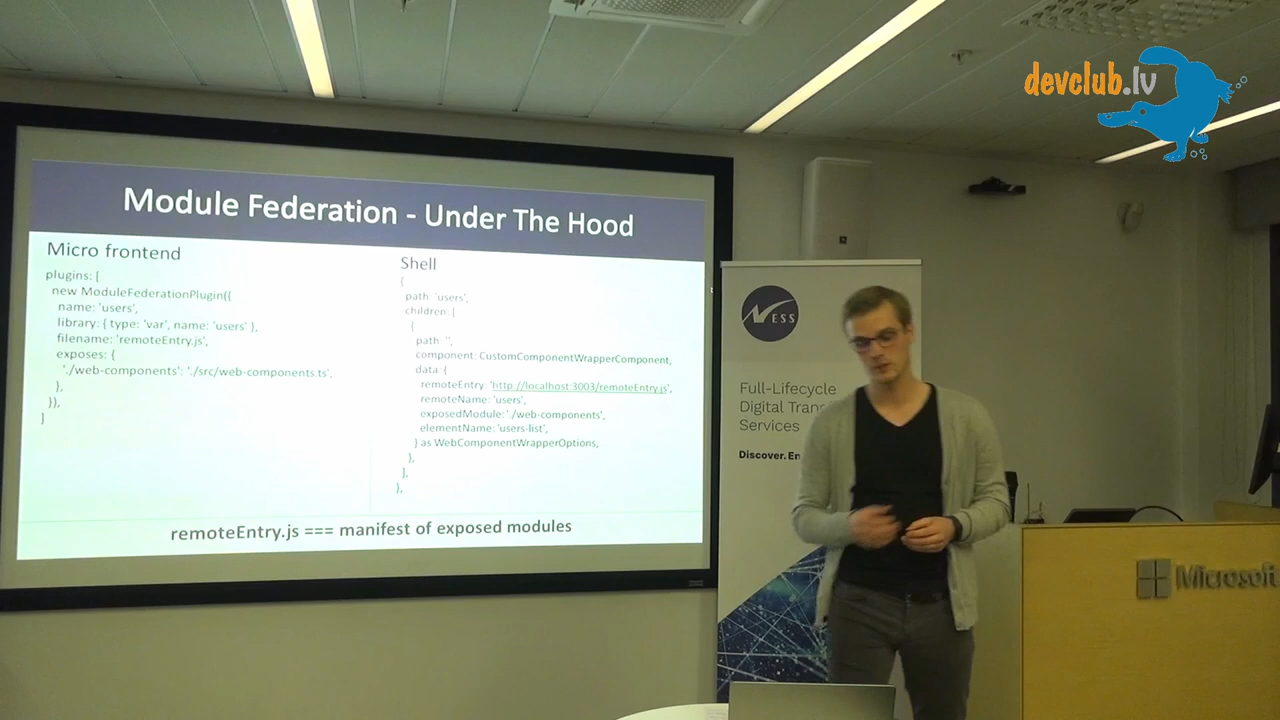 devclub.lv
Module Federation - Under The Hood
Micro frontend
plugins: [
new ModuleFederationPlugin({
name: 'users',
library: { type: 'var', name: 'users' },
filename: 'remoteEntry.js',
exposes: {
'./web-components': './src/web-components.ts',
},
}),
]
Shell
{
path: 'users',
children: [
{
path: '',
component: CustomComponentWrapperComponent,
data: {
remoteEntry: 'http://localhost:3003/remoteEntry.js',
remoteName: 'users',
exposedModule: './web-components',
elementName: 'users-list',
} as WebComponentWrapperOptions,
},
],
},
remoteEntry.js === manifest of exposed modules
NESS
Full-Lifecycle
Digital
Services
Discover.
Microsoft